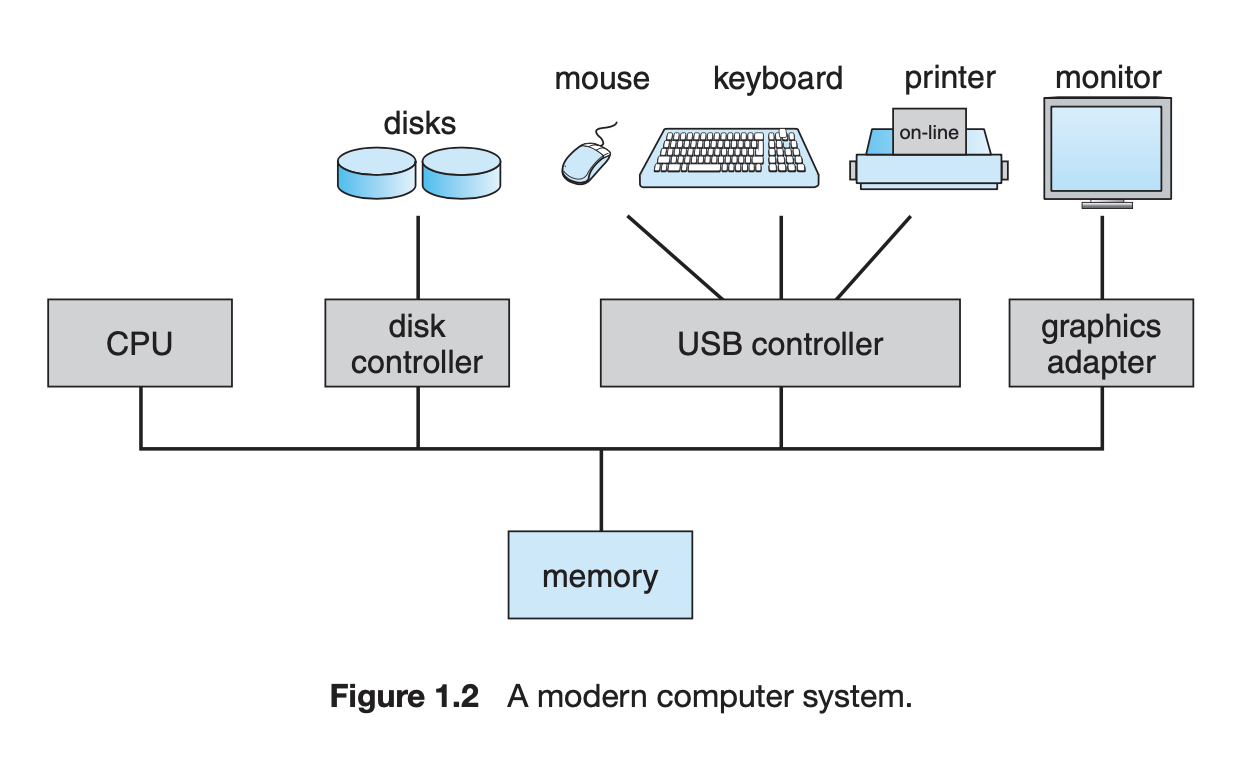 mouse
keyboard
printer
monitor
disks
on-line
CPU
disk
controller
USB controller
graphics
adapter
memory
Figure 1.2 A modern computer system.